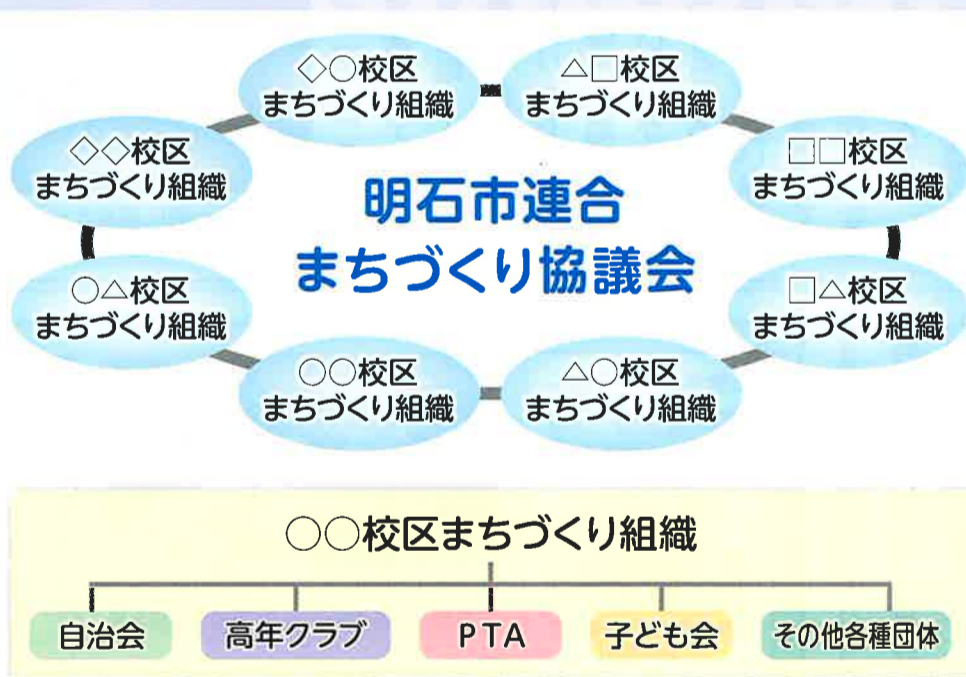 ◇○校区
まちづくり組織
△□校区
まちづくり組織
◇◇校区
まちづくり組織
□□校区
まちづくり組織
明石市連合
まちづくり協議会
○△校区
まちづくり組織
□△校区
まちづくり組織
○○校区
まちづくり組織
△○校区
まちづくり組織
○○校区まちづくり組織
自治会
高年クラブ
PTA
子ども会
その他各種団体